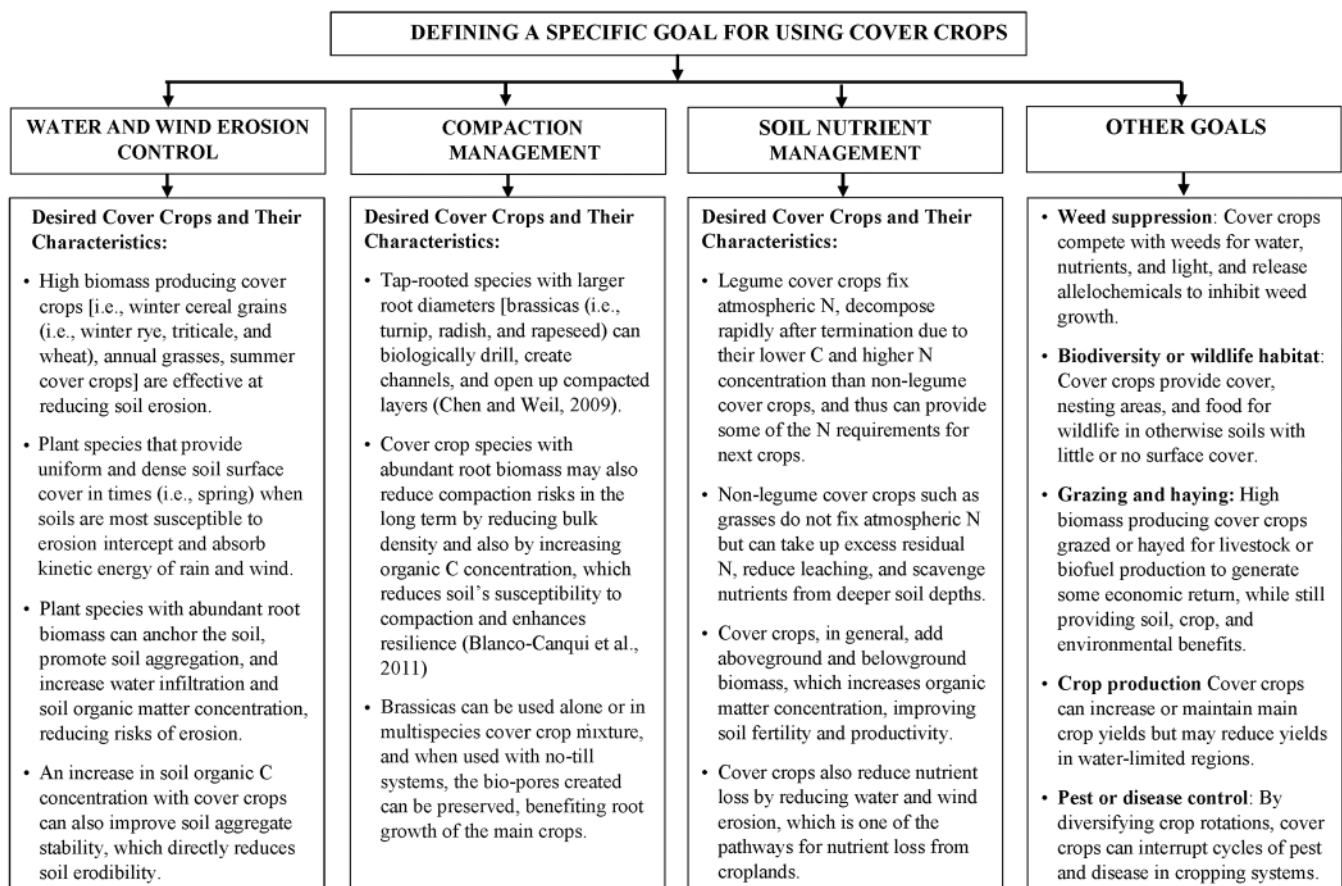 DEFINING A SPECIFIC GOAL FOR USING COVER CROPS
WATER AND WIND EROSION
CONTROL
Desired Cover Crops and Their
Characteristics:
• High biomass producing cover
crops [i.e., winter cereal grains
(i.e., winter rye, triticale, and
wheat), annual grasses, summer
cover crops] are effective at
reducing soil erosion.
• Plant species that provide
uniform and dense soil surface
cover in times (i.e., spring) when
soils are most susceptible to
erosion intercept and absorb
kinetic energy of rain and wind.
• Plant species with abundant root
biomass can anchor the soil,
promote soil aggregation, and
increase water infiltration and
soil organic matter concentration,
reducing risks of erosion.
• An increase in soil organic C
concentration with cover crops
can also improve soil aggregate
stability, which directly reduces
soil erodibility.
COMPACTION
MANAGEMENT
Desired Cover Crops and Their
Characteristics:
• Tap-rooted species with larger
root diameters [brassicas (i.e.,
turnip, radish, and rapeseed) can
biologically drill, create
channels, and open up compacted
layers (Chen and Weil, 2009).
• Cover crop species with
abundant root biomass may also
reduce compaction risks in the
long term by reducing bulk
density and also by increasing
organic C concentration, which
reduces soil's susceptibility to
compaction and enhances
resilience (Blanco-Canqui et al.,
2011)
• Brassicas can be used alone or in
multispecies cover crop mixture,
and when used with no-till
systems, the bio-pores created
can be preserved, benefiting root
growth of the main crops.
SOIL NUTRIENT
MANAGEMENT
Desired Cover Crops and Their
Characteristics:
• Legume cover crops fix
atmospheric N, decompose
rapidly after termination due to
their lower C and higher N
concentration than non-legume
cover crops, and thus can provide
some of the N requirements for
next crops.
• Non-legume cover crops such as
grasses do not fix atmospheric N
but can take up excess residual
N, reduce leaching, and scavenge
nutrients from deeper soil depths.
• Cover crops, in general, add
aboveground and belowground
biomass, which increases organic
matter concentration, improving
soil fertility and productivity.
• Cover crops also reduce nutrient
loss by reducing water and wind
erosion, which is one of the
pathways for nutrient loss from
croplands.
OTHER GOALS
• Weed suppression: Cover crops
compete with weeds for water,
nutrients, and light, and release
allelochemicals to inhibit weed
growth.
• Biodiversity or wildlife habitat:
Cover crops provide cover,
nesting areas, and food for
wildlife in otherwise soils with
little or no surface cover.
• Grazing and haying: High
biomass producing cover crops
grazed or hayed for livestock or
biofuel production to generate
some economic return, while still
providing soil, crop, and
environmental benefits.
• Crop production Cover crops
can increase or maintain main
crop yields but may reduce yields
in water-limited regions.
• Pest or disease control: By
diversifying crop rotations, cover
crops can interrupt cycles of pest
and disease in cropping systems.